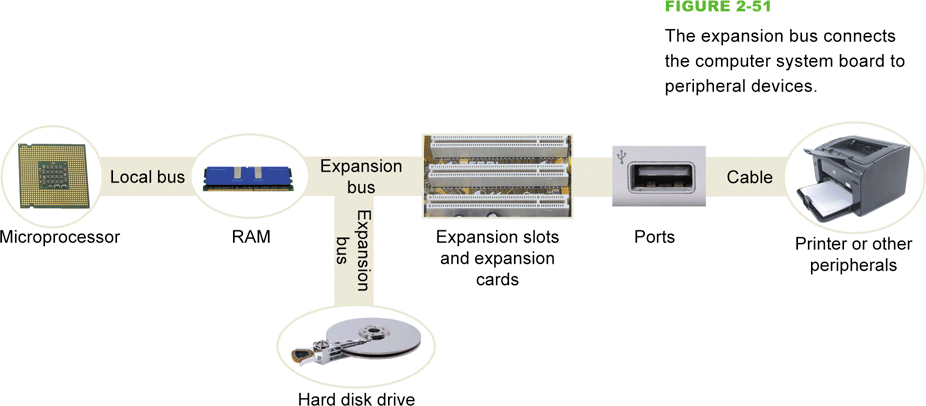 FIGURE 2-51
The expansion bus connects
the computer system board to
peripheral devices.
Local bus
Expansion
bus
Cable
Microprocessor
RAM
Expansion
bus
Expansion slots
and expansion
cards
Ports
Printer or other
peripherals
Hard disk drive